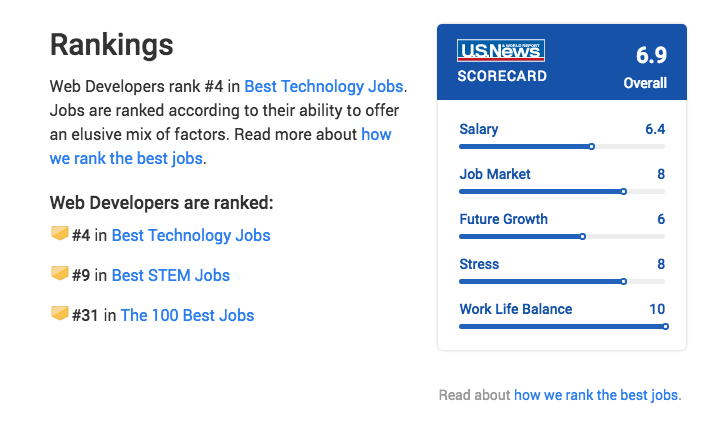 Rankings
Web Developers rank #4 in Best Technology Jobs.
Jobs are ranked according to their ability to offer
an elusive mix of factors. Read more about how
we rank the best jobs.
Web Developers are ranked:
#4 in Best Technology Jobs
#9 in Best STEM Jobs
#31 in The 100 Best Jobs
U.S.News
& WORLD REPORT
SCORECARD
6.9
Overall
Salary 6.4
Job Market 8
Future Growth 6
Stress 8
Work Life Balance 10
Read about how we rank the best jobs.